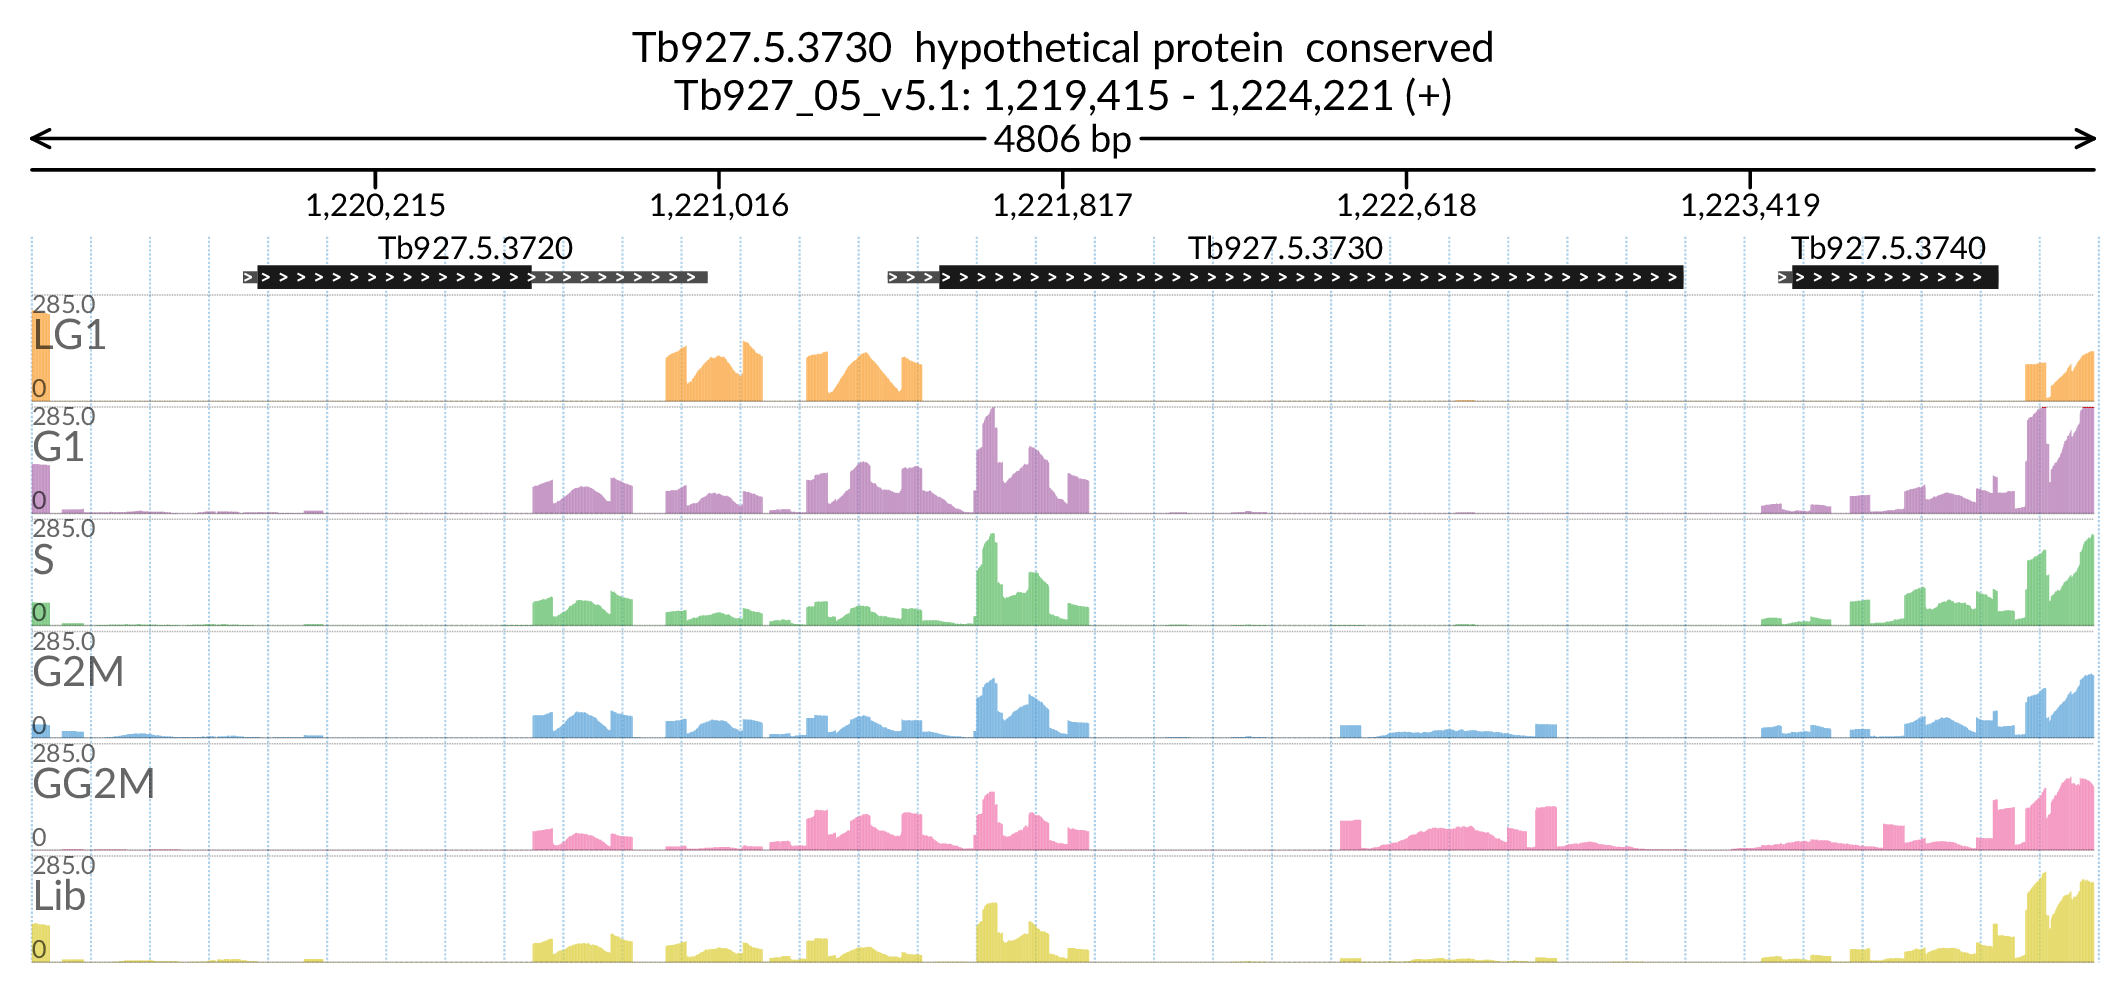 Tb927.5.3730 hypothetical protein conserved
Tb927_05_v5.1: 1,219,415 - 1,224,221 (+)
4806 bp
1,220,215 1,221,016 1,221,817 1,222,618 1,223,419
Tb927.5.3720 Tb927.5.3730 Tb927.5.3740
285.0
LG1
0
285.0
G1
0
285.0
S
0
285.0
G2M
0
285.0
GG2M
0
285.0
Lib
0